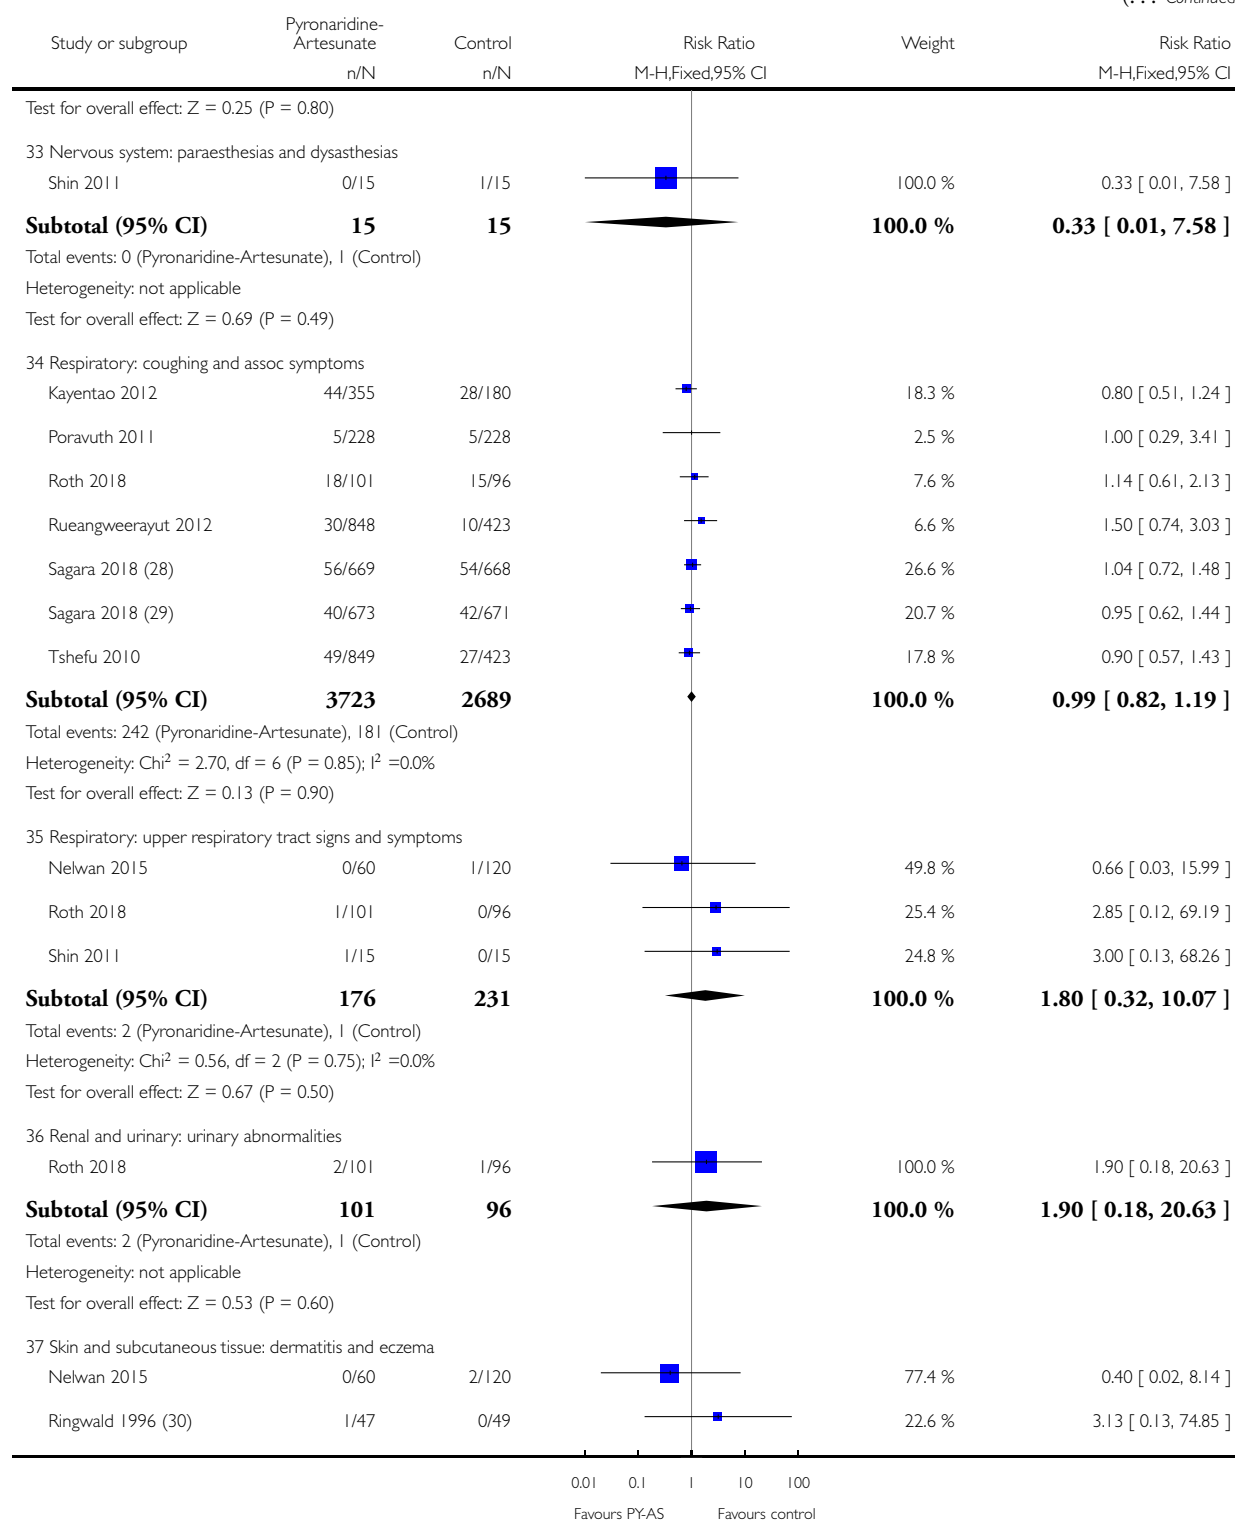 (. . . Continued
Study or subgroup Pyronaridine-Artesunate Control Risk Ratio Weight Risk Ratio
n/N n/N M-H,Fixed,95% CI M-H,Fixed,95% CI
Test for overall effect: Z = 0.25 (P = 0.80)
33 Nervous system: paraesthesias and dysasthesias
Shin 2011 0/15 1/15 100.0 % 0.33 [ 0.01, 7.58 ]
Subtotal (95% CI) 15 15 100.0 % 0.33 [ 0.01, 7.58 ]
Total events: 0 (Pyronaridine-Artesunate), 1 (Control)
Heterogeneity: not applicable
Test for overall effect: Z = 0.69 (P = 0.49)
34 Respiratory: coughing and assoc symptoms
Kayentao 2012 44/355 28/180 18.3 % 0.80 [ 0.51, 1.24 ]
Poravuth 2011 5/228 5/228 2.5 % 1.00 [ 0.29, 3.41 ]
Roth 2018 18/101 15/96 7.6 % 1.14 [ 0.61, 2.13 ]
Rueangweerayut 2012 30/848 10/423 6.6 % 1.50 [ 0.74, 3.03 ]
Sagara 2018 (28) 56/669 54/668 26.6 % 1.04 [ 0.72, 1.48 ]
Sagara 2018 (29) 40/673 42/671 20.7 % 0.95 [ 0.62, 1.44 ]
Tshefu 2010 49/849 27/423 17.8 % 0.90 [ 0.57, 1.43 ]
Subtotal (95% CI) 3723 2689 100.0 % 0.99 [ 0.82, 1.19 ]
Total events: 242 (Pyronaridine-Artesunate), 181 (Control)
Heterogeneity: Chi² = 2.70, df = 6 (P = 0.85); I² =0.0%
Test for overall effect: Z = 0.13 (P = 0.90)
35 Respiratory: upper respiratory tract signs and symptoms
Nelwan 2015 0/60 1/120 49.8 % 0.66 [ 0.03, 15.99 ]
Roth 2018 1/101 0/96 25.4 % 2.85 [ 0.12, 69.19 ]
Shin 2011 1/15 0/15 24.8 % 3.00 [ 0.13, 68.26 ]
Subtotal (95% CI) 176 231 100.0 % 1.80 [ 0.32, 10.07 ]
Total events: 2 (Pyronaridine-Artesunate), 1 (Control)
Heterogeneity: Chi² = 0.56, df = 2 (P = 0.75); I² =0.0%
Test for overall effect: Z = 0.67 (P = 0.50)
36 Renal and urinary: urinary abnormalities
Roth 2018 2/101 1/96 100.0 % 1.90 [ 0.18, 20.63 ]
Subtotal (95% CI) 101 96 100.0 % 1.90 [ 0.18, 20.63 ]
Total events: 2 (Pyronaridine-Artesunate), 1 (Control)
Heterogeneity: not applicable
Test for overall effect: Z = 0.53 (P = 0.60)
37 Skin and subcutaneous tissue: dermatitis and eczema
Nelwan 2015 0/60 2/120 77.4 % 0.40 [ 0.02, 8.14 ]
Ringwald 1996 (30) 1/47 0/49 22.6 % 3.13 [ 0.13, 74.85 ]
0.01 0.1 1 10 100
Favours PY-AS Favours control